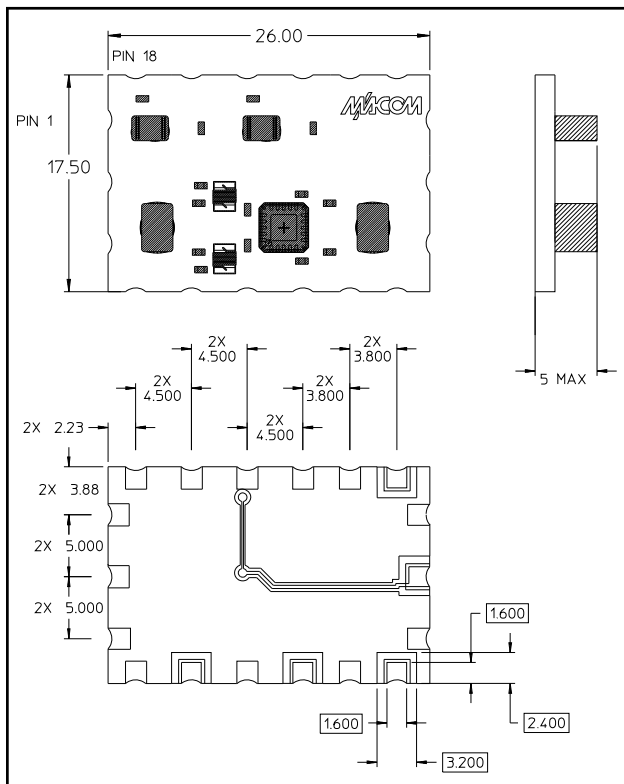 26.00
PIN 18
M/A-COM
PIN 1
17.50
5 MAX
2X
4.500
2X
3.800
2X
4.500
2X
3.800
2X
4.500
2X 2.23
2X 3.88
2X 5.000
2X 5.000
1.600
1.600
2.400
3.200